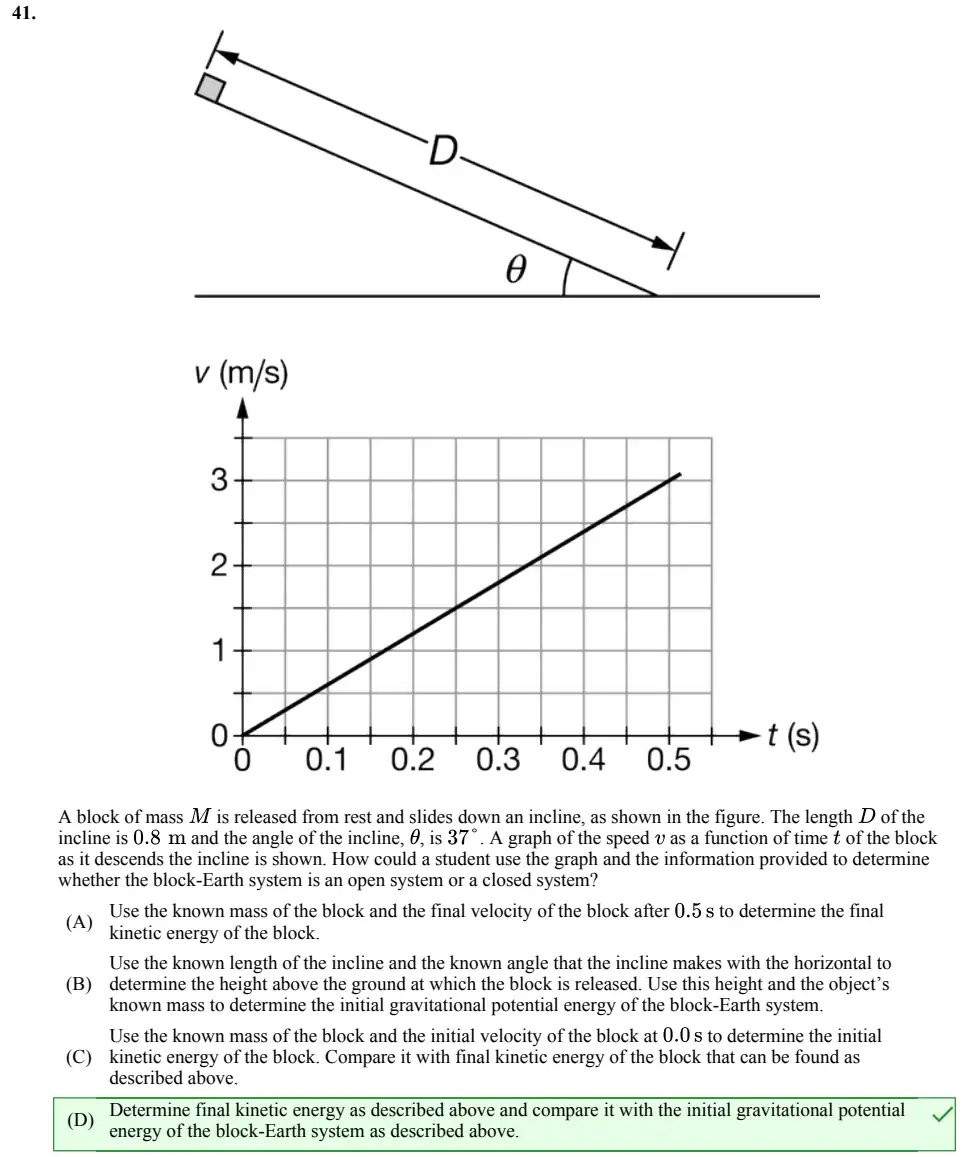 41.
D
θ
v (m/s)
3
2
1
0
0 0.1 0.2 0.3 0.4 0.5
t (s)
A block of mass M is released from rest and slides down an incline, as shown in the figure. The length D of the
incline is 0.8 m and the angle of the incline, θ, is 37°. A graph of the speed v as a function of time t of the block
as it descends the incline is shown. How could a student use the graph and the information provided to determine
whether the block-Earth system is an open system or a closed system?
(A) Use the known mass of the block and the final velocity of the block after 0.5 s to determine the final
kinetic energy of the block.
Use the known length of the incline and the known angle that the incline makes with the horizontal to
(B) determine the height above the ground at which the block is released. Use this height and the object's
known mass to determine the initial gravitational potential energy of the block-Earth system.
Use the known mass of the block and the initial velocity of the block at 0.0 s to determine the initial
(C) kinetic energy of the block. Compare it with final kinetic energy of the block that can be found as
described above.
(D) Determine final kinetic energy as described above and compare it with the initial gravitational potential
energy of the block-Earth system as described above.